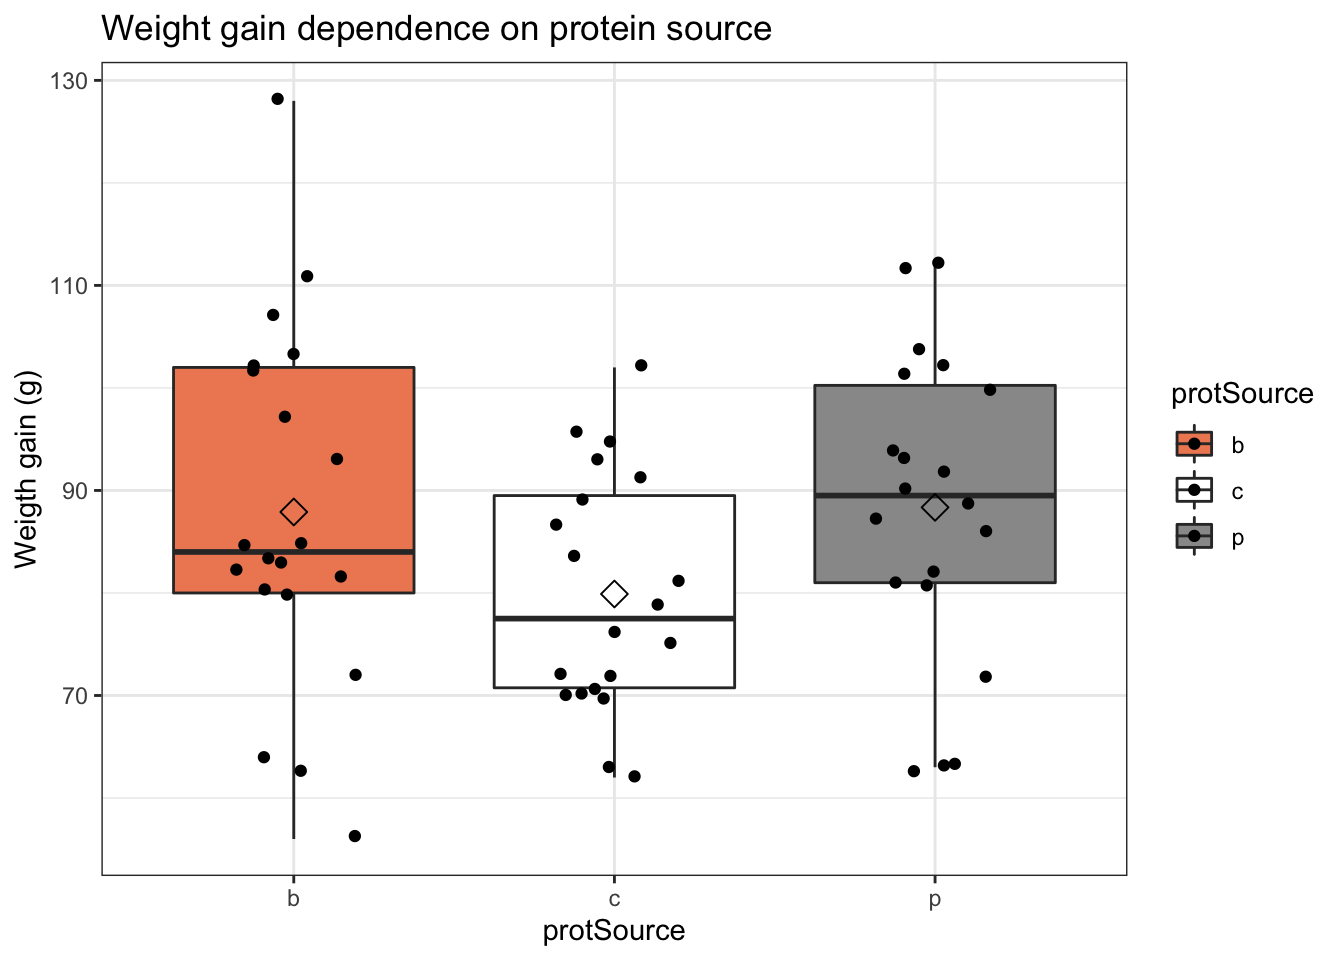 Weight gain dependence on protein source
130
110
90
70
Weigth gain (g)
b
c
p
protSource
protSource
b
c
p